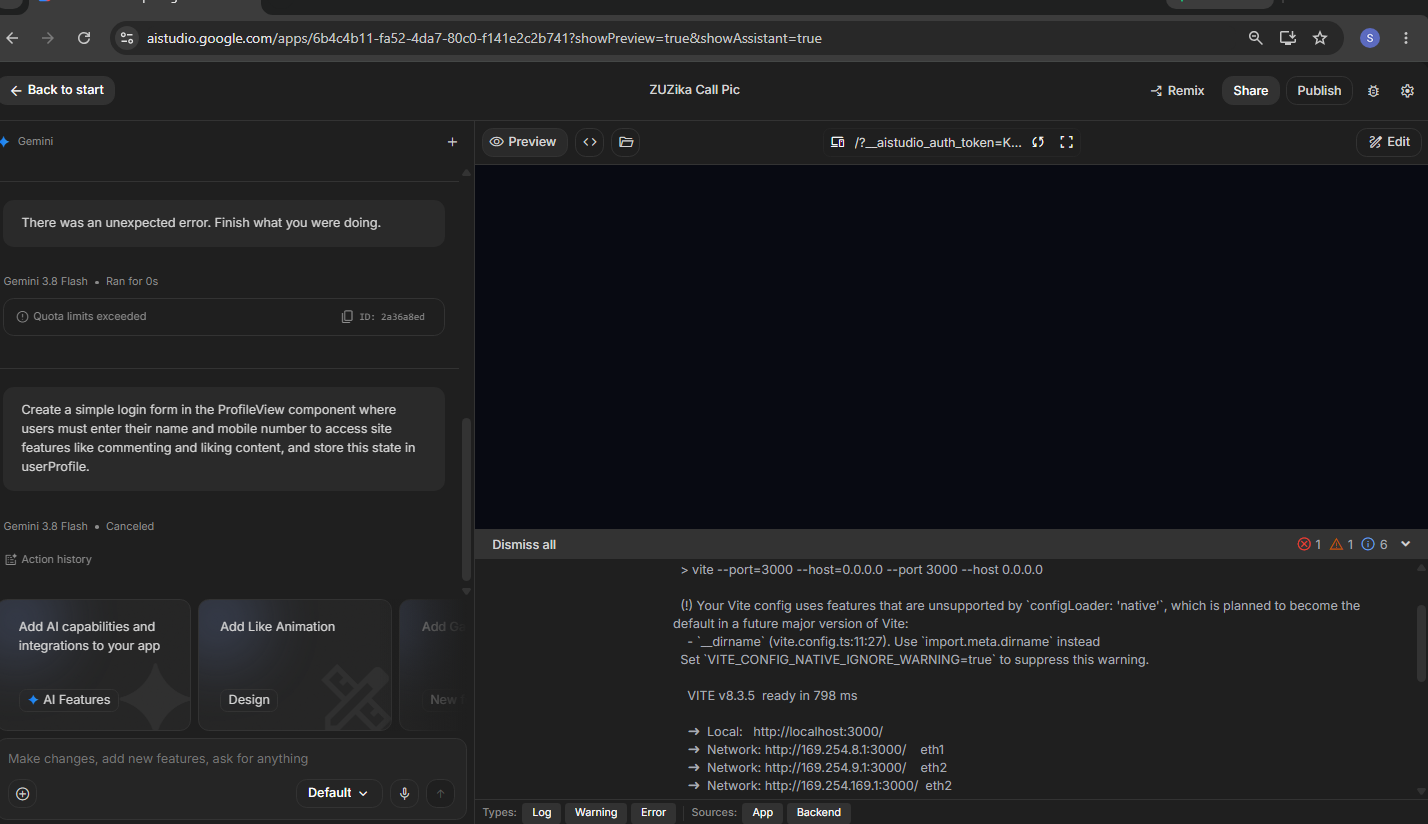 aistudio.google.com/apps/6b4c4b11-fa52-4da7-80c0-f141e2c2b741?showPreview=true&showAssistant=true
S
Back to start
ZUZika Call Pic
Remix
Share
Publish
Gemini
Preview
/?__aistudio_auth_token=K...
Edit
There was an unexpected error. Finish what you were doing.
Gemini 3.8 Flash • Ran for 0s
Quota limits exceeded
ID: 2a36a8ed
Create a simple login form in the ProfileView component where
users must enter their name and mobile number to access site
features like commenting and liking content, and store this state in
userProfile.
Gemini 3.8 Flash • Canceled
Action history
Add AI capabilities and
integrations to your app
AI Features
Add Like Animation
Design
Add
New
Make changes, add new features, ask for anything
Default
Dismiss all
1
1
6
> vite --port=3000 --host=0.0.0.0 --port 3000 --host 0.0.0.0
(!) Your Vite config uses features that are unsupported by `configLoader: 'native'`, which is planned to become the
default in a future major version of Vite:
- `__dirname` (vite.config.ts:11:27). Use `import.meta.dirname` instead
Set `VITE_CONFIG_NATIVE_IGNORE_WARNING=true` to suppress this warning.
VITE v8.3.5 ready in 798 ms
➜ Local: http://localhost:3000/
➜ Network: http://169.254.8.1:3000/ eth1
➜ Network: http://169.254.9.1:3000/ eth2
➜ Network: http://169.254.169.1:3000/ eth2
Types: Log Warning Error Sources: App Backend